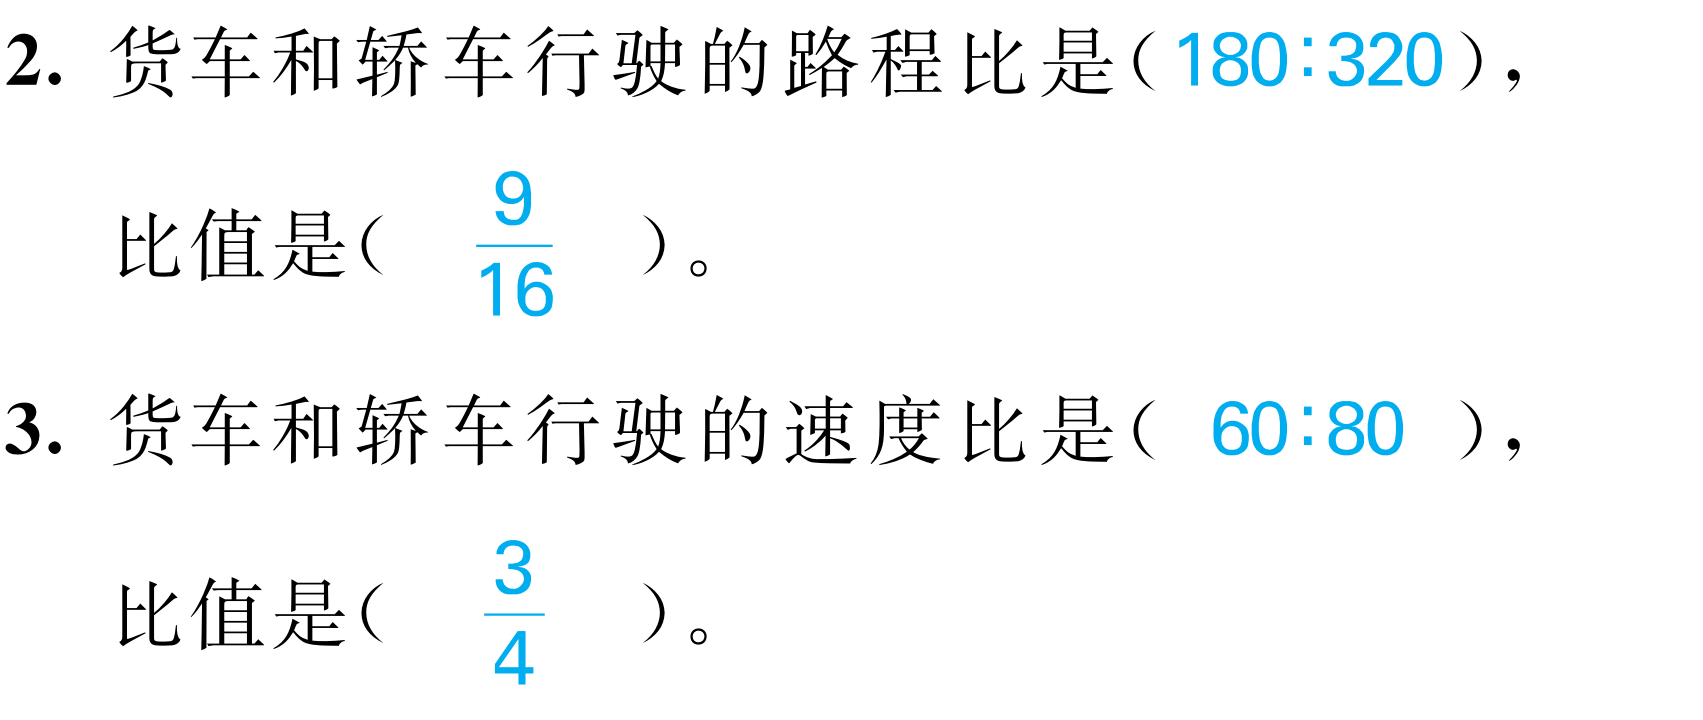 2. 货车和轿车行驶的路程比是(180∶320),
比值是( 9/16 )。
3. 货车和轿车行驶的速度比是( 60∶80 ),
比值是( 3/4 )。